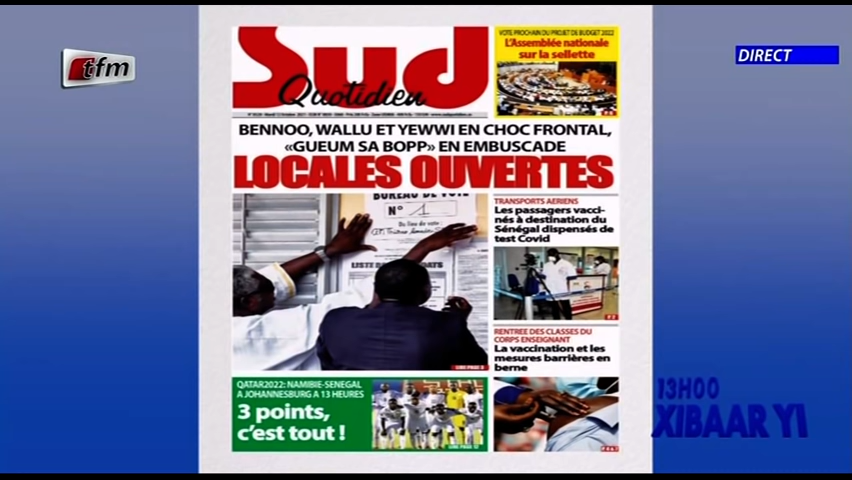 tfm
DIRECT
Sud
Quotidien
VOTE PROCHAIN DU PROJET DE BUDGET 2022
L'Assemblée nationale
sur la sellette
BENNOO, WALLU ET YEWWI EN CHOC FRONTAL,
«GUEUM SA BOPP» EN EMBUSCADE
LOCALES OUVERTES
BUREAU DE VOTE
N° 1
TRANSPORTS AERIENS
Les passagers vacci-
nés à destination du
Sénégal dispensés de
test Covid
RENTREE DES CLASSES DU
CORPS ENSEIGNANT
La vaccination et les
mesures barrières en
berne
QATAR2022: NAMIBIE-SENEGAL
A JOHANNESBURG A 13 HEURES
3 points,
c'est tout !
13H00
XIBAAR YI